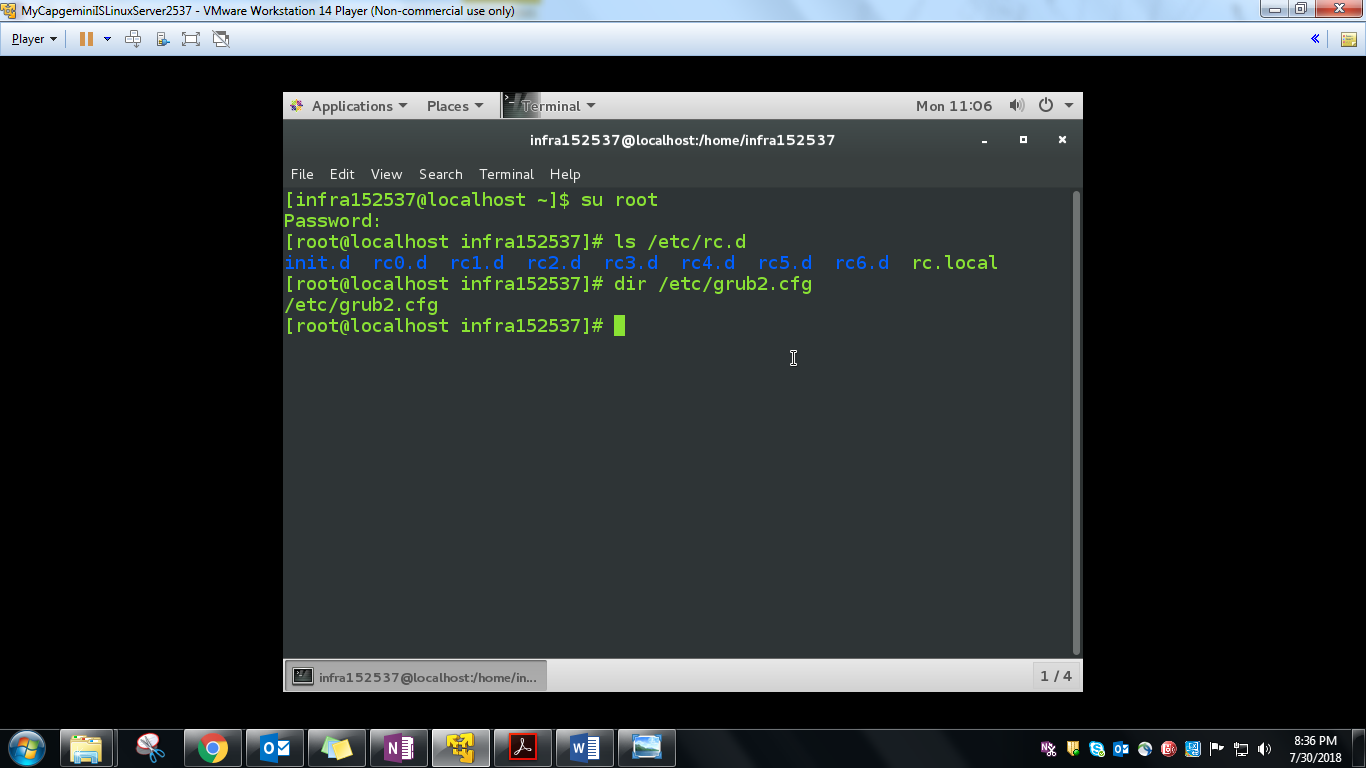 MyCapgeminiISLinuxServer2537 - VMware Workstation 14 Player (Non-commercial use only)
Player
Applications Places Terminal Mon 11:06
infra152537@localhost:/home/infra152537
File Edit View Search Terminal Help
[infra152537@localhost ~]$ su root
Password:
[root@localhost infra152537]# ls /etc/rc.d
init.d rc0.d rc1.d rc2.d rc3.d rc4.d rc5.d rc6.d rc.local
[root@localhost infra152537]# dir /etc/grub2.cfg
/etc/grub2.cfg
[root@localhost infra152537]#
infra152537@localhost:/home/in...
1 / 4
8:36 PM
7/30/2018